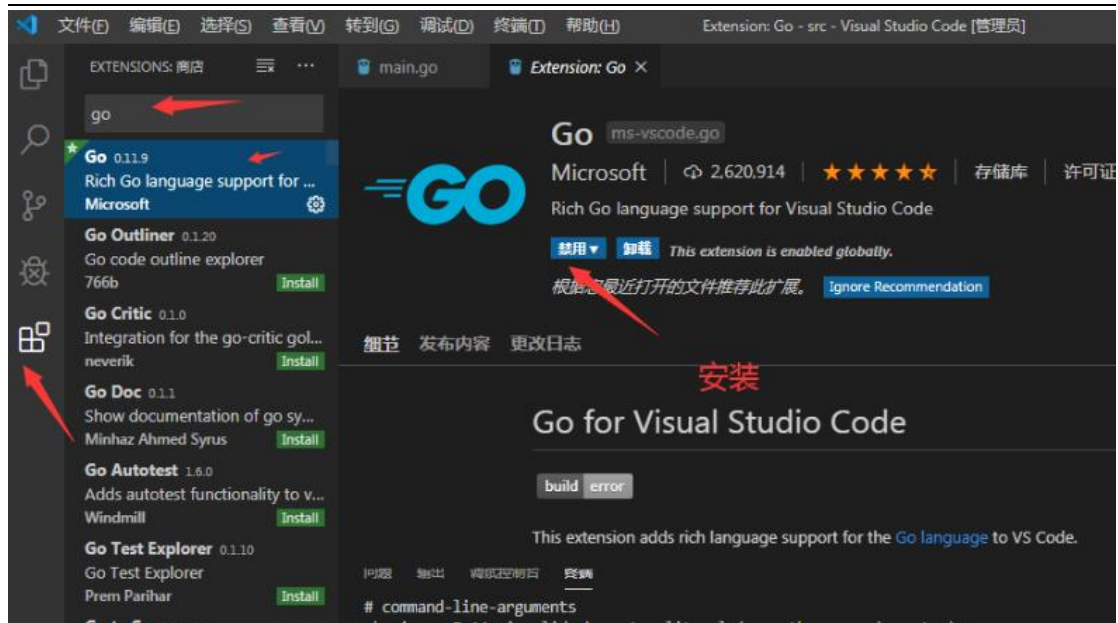 文件(F) 编辑(E) 选择(S) 查看(V) 转到(G) 调试(D) 终端(T) 帮助(H) Extension: Go - src - Visual Studio Code [管理员]
EXTENSIONS: 商店
go
Go 0.11.9
Rich Go language support for ...
Microsoft
Go Outliner 0.1.20
Go code outline explorer
766b Install
Go Critic 0.1.0
Integration for the go-critic gol...
neverik Install
Go Doc 0.1.1
Show documentation of go sy...
Minhaz Ahmed Syrus Install
Go Autotest 1.6.0
Adds autotest functionality to v...
Windmill Install
Go Test Explorer 0.1.10
Go Test Explorer
Prem Parihar Install
main.go Extension: Go ×
GO
Go ms-vscode.go
Microsoft 2,620,914 存储库 许可证
Rich Go language support for Visual Studio Code
禁用 卸载 This extension is enabled globally.
根据您最近打开的文件推荐此扩展。 Ignore Recommendation
细节 发布内容 更改日志
安装
Go for Visual Studio Code
build error
This extension adds rich language support for the Go language to VS Code.
问题 输出 调试控制台 终端
# command-line-arguments